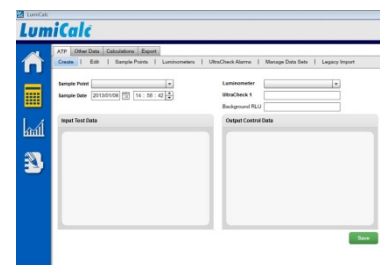 LumiCalc
LumiCalc
ATP Other Data Calculations Export
Create | Edit | Sample Points | Luminometers | UltraCheck Alarms | Manage Data Sets | Legacy Import
Sample Point Luminometer
Sample Date 2013/01/08 14 : 58 : 42 UltraCheck 1
Background RLU
Input Test Data Output Control Data
Save